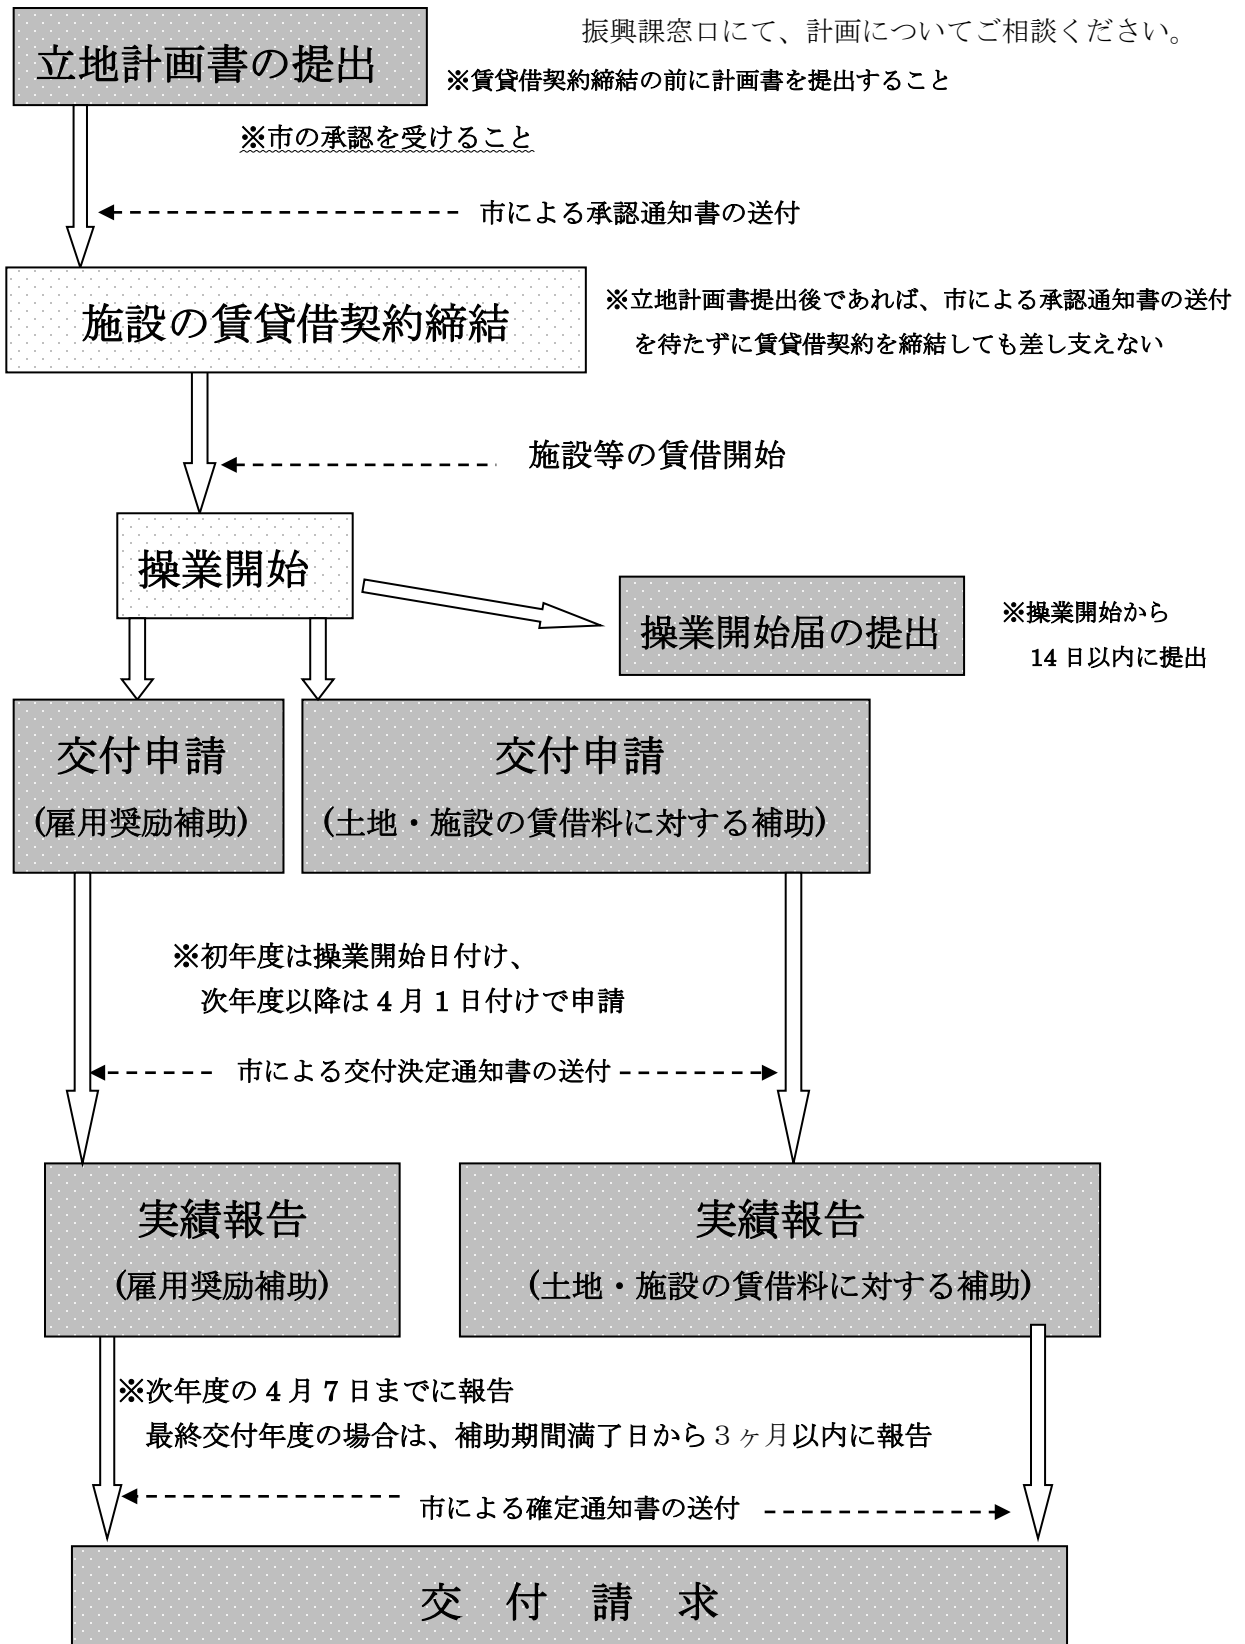 振興課窓口にて、計画についてご相談ください。
立地計画書の提出
※賃貸借契約締結の前に計画書を提出すること
※市の承認を受けること
市による承認通知書の送付
施設の賃貸借契約締結
※立地計画書提出後であれば、市による承認通知書の送付
を待たずに賃貸借契約を締結しても差し支えない
施設等の賃借開始
操業開始
操業開始届の提出
※操業開始から
14日以内に提出
交付申請
(雇用奨励補助)
交付申請
(土地・施設の賃借料に対する補助)
※初年度は操業開始日付け、
次年度以降は4月1日付けで申請
市による交付決定通知書の送付
実績報告
(雇用奨励補助)
実績報告
(土地・施設の賃借料に対する補助)
※次年度の4月7日までに報告
最終交付年度の場合は、補助期間満了日から３ヶ月以内に報告
市による確定通知書の送付
交　付　請　求